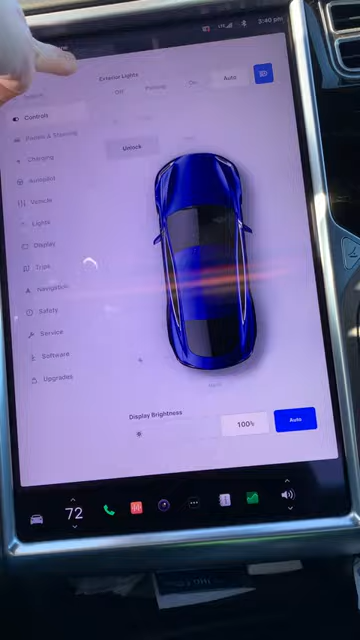 3:40 pm
Exterior Lights
Off Parking On Auto
Search
Controls
Pedals & Steering
Charging
Autopilot
Vehicle
Lights
Display
Trips
Navigation
Safety
Service
Software
Upgrades
Unlock
Display Brightness
100%
Auto
72